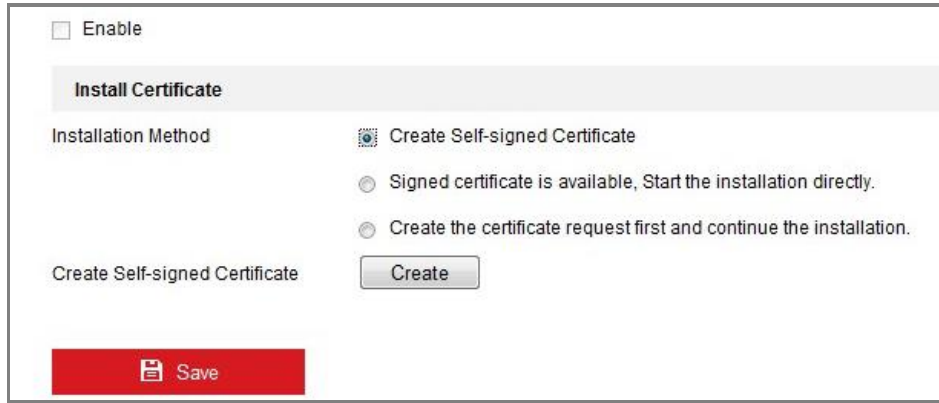 Enable
Install Certificate
Installation Method
Create Self-signed Certificate
Signed certificate is available, Start the installation directly.
Create the certificate request first and continue the installation.
Create Self-signed Certificate
Create
Save